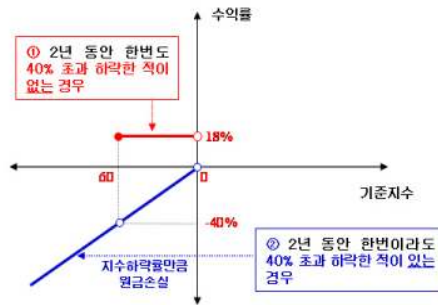 수익률
① 2년 동안 한번도
40% 초과 하락한 적이
없는 경우
18%
60
0
기준지수
-40%
② 2년 동안 한번이라도
40% 초과 하락한 적이 있는
경우
지수하락률만큼
원금손실